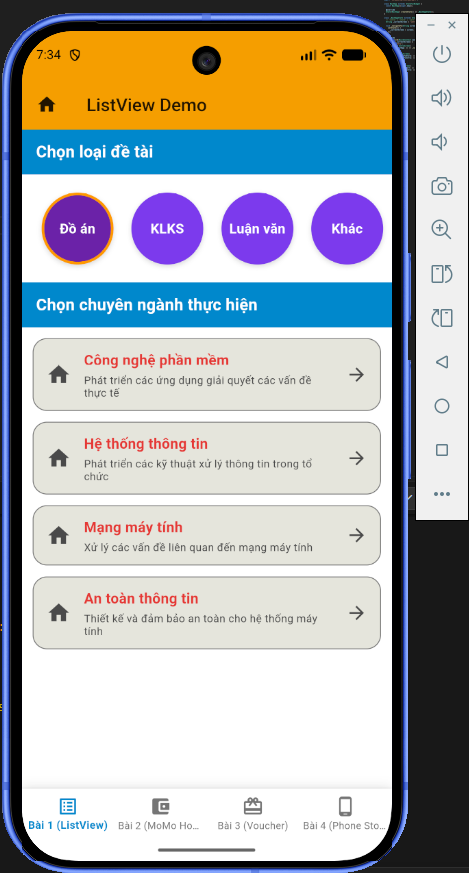 7:34
ListView Demo
Chọn loại đề tài
Đồ án
KLKS
Luận văn
Khác
Chọn chuyên ngành thực hiện
Công nghệ phần mềm
Phát triển các ứng dụng giải quyết các vấn đề
thực tế
Hệ thống thông tin
Phát triển các kỹ thuật xử lý thông tin trong tổ
chức
Mạng máy tính
Xử lý các vấn đề liên quan đến mạng máy tính
An toàn thông tin
Thiết kế và đảm bảo an toàn cho hệ thống máy
tính
Bài 1 (ListView)
Bài 2 (MoMo Ho...
Bài 3 (Voucher)
Bài 4 (Phone Sto...